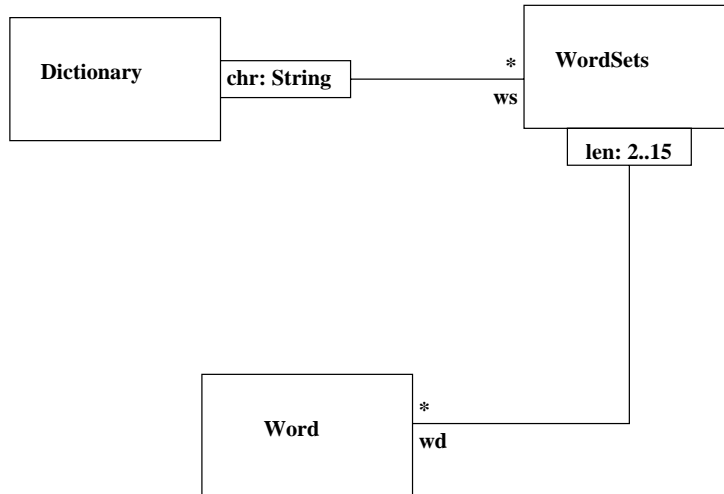 Dictionary
chr: String
*
ws
WordSets
len: 2..15
Word
*
wd